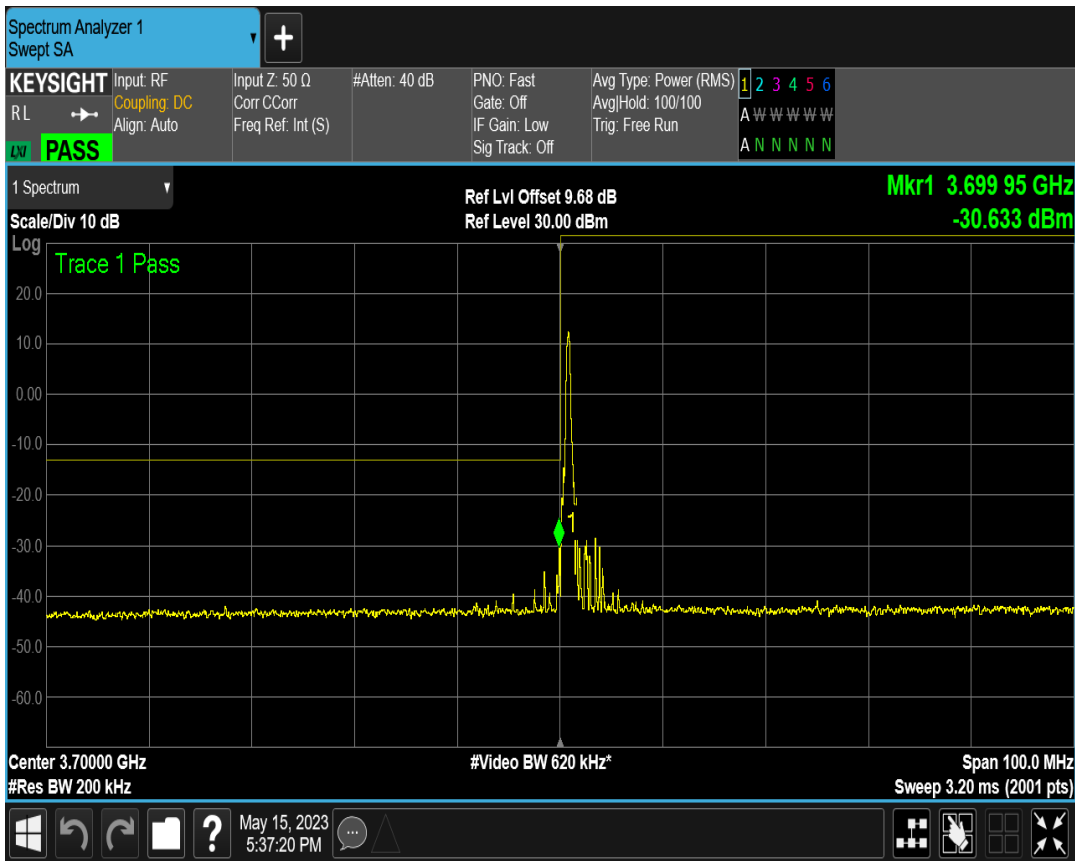 Spectrum Analyzer 1
Swept SA
KEYSIGHT
RL
LXI PASS
Input: RF
Coupling: DC
Align: Auto
Input Z: 50 Ω
Corr CCorr
Freq Ref: Int (S)
#Atten: 40 dB
PNO: Fast
Gate: Off
IF Gain: Low
Sig Track: Off
Avg Type: Power (RMS)
Avg|Hold: 100/100
Trig: Free Run
1 2 3 4 5 6
A W W W W W
A N N N N N
1 Spectrum
Scale/Div 10 dB
Ref Lvl Offset 9.68 dB
Ref Level 30.00 dBm
Mkr1 3.699 95 GHz
-30.633 dBm
Log
Trace 1 Pass
20.0
10.0
0.00
-10.0
-20.0
1
-30.0
-40.0
-50.0
-60.0
Center 3.70000 GHz
#Res BW 200 kHz
#Video BW 620 kHz*
Span 100.0 MHz
Sweep 3.20 ms (2001 pts)
?
May 15, 2023
5:37:20 PM